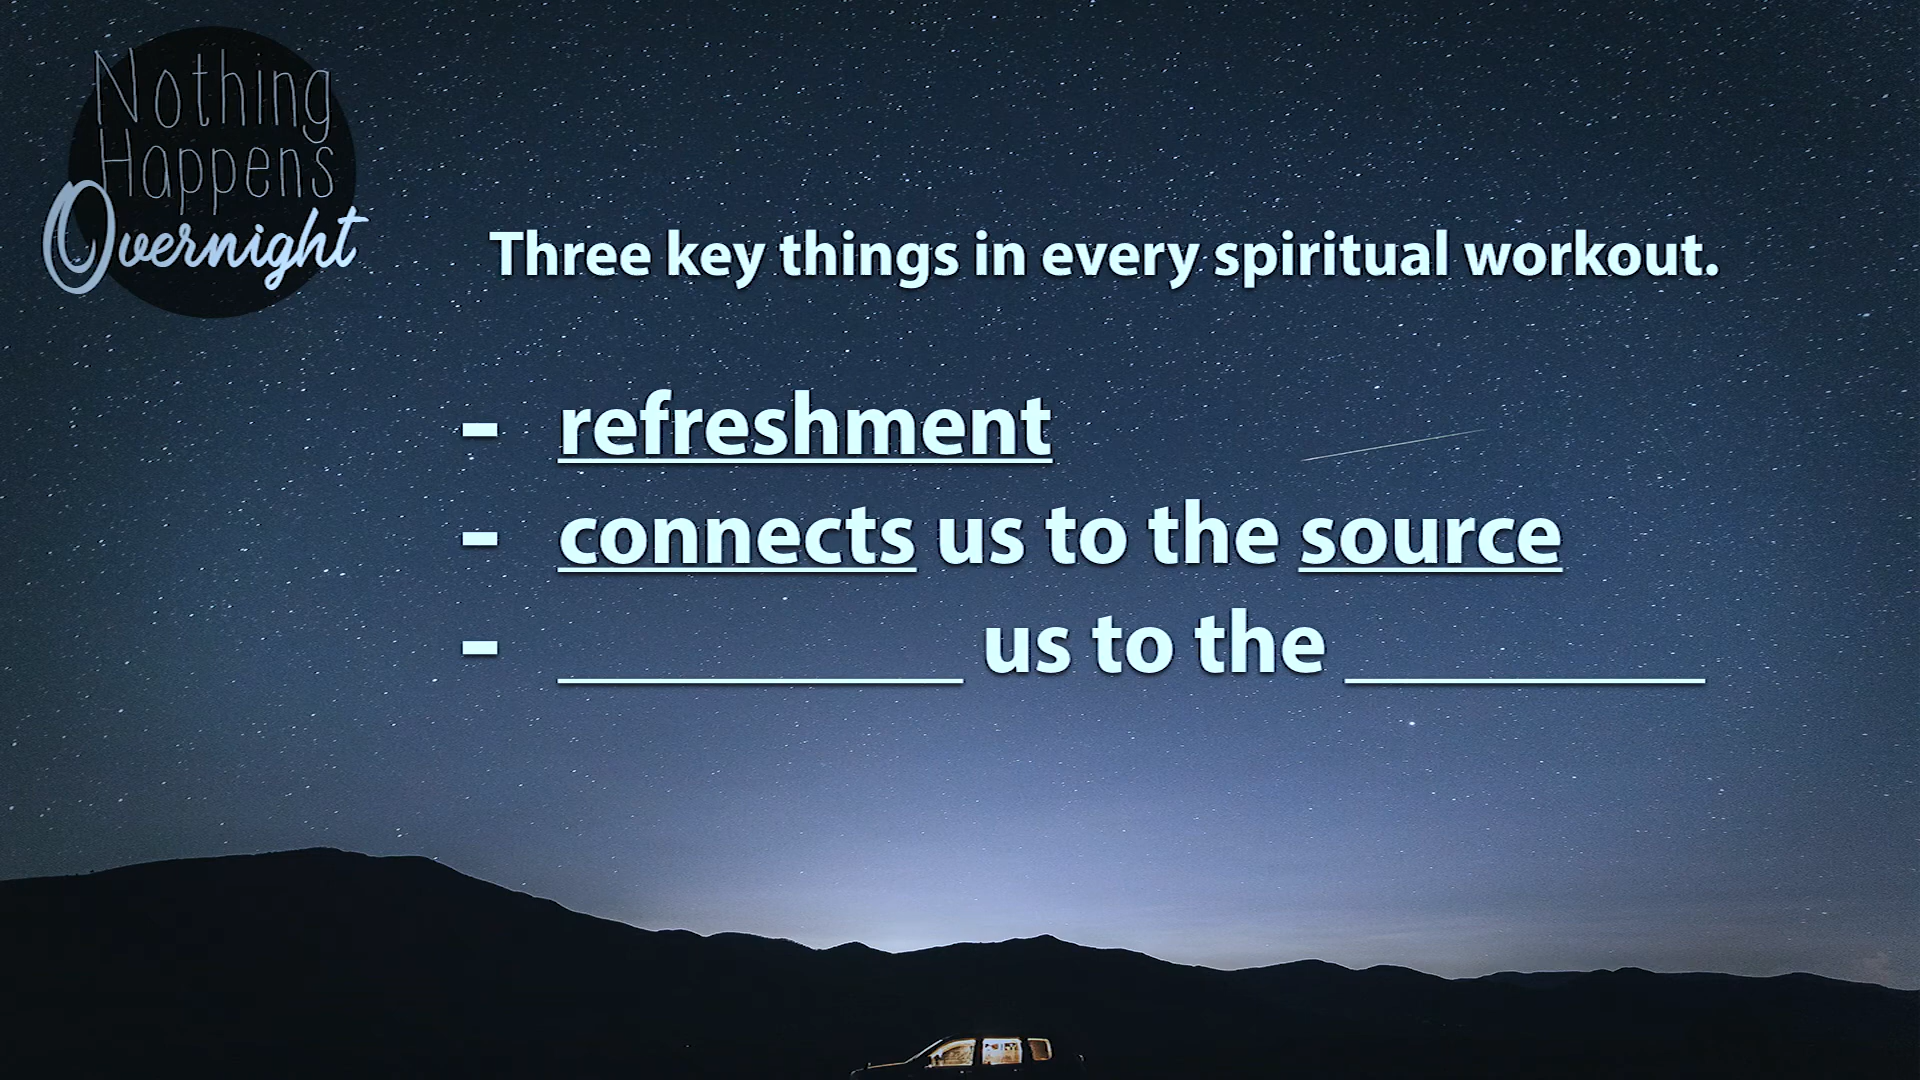 Nothing
Happens
Overnight
Three key things in every spiritual workout.
- refreshment
- connects us to the source
- __________ us to the _________